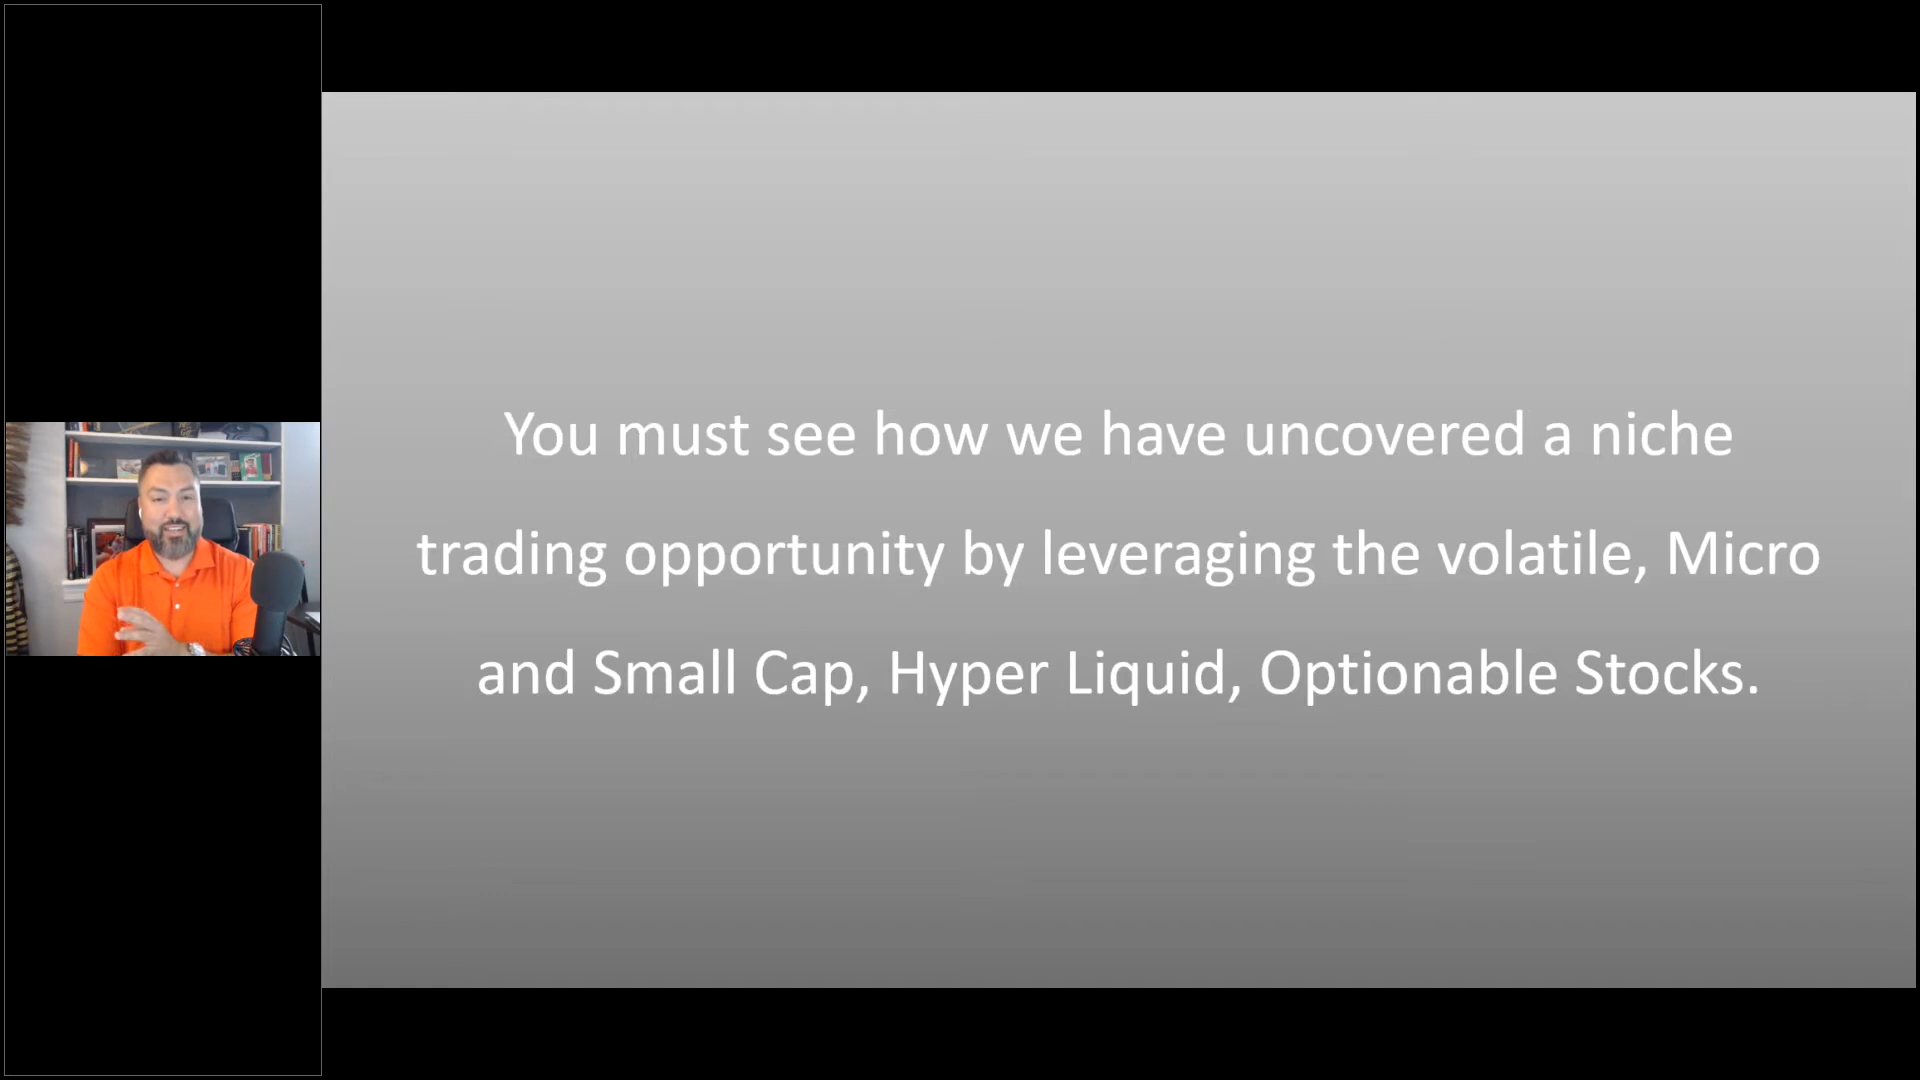 You must see how we have uncovered a niche
trading opportunity by leveraging the volatile, Micro
and Small Cap, Hyper Liquid, Optionable Stocks.